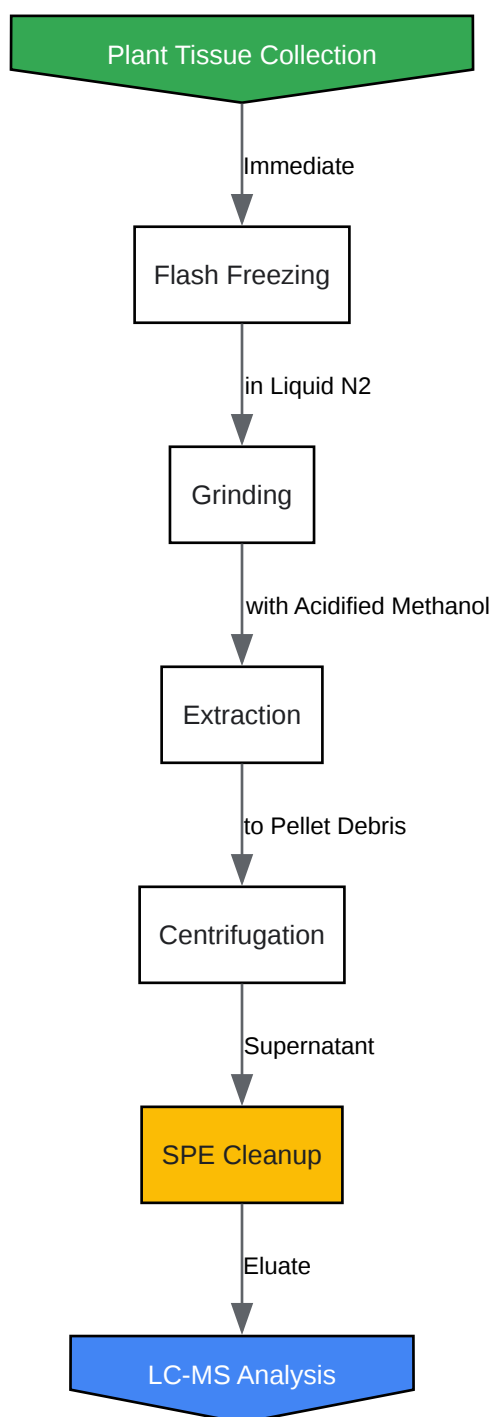 Plant Tissue Collection
Immediate
Flash Freezing
in Liquid N2
Grinding
with Acidified Methanol
Extraction
to Pellet Debris
Centrifugation
Supernatant
SPE Cleanup
Eluate
LC-MS Analysis